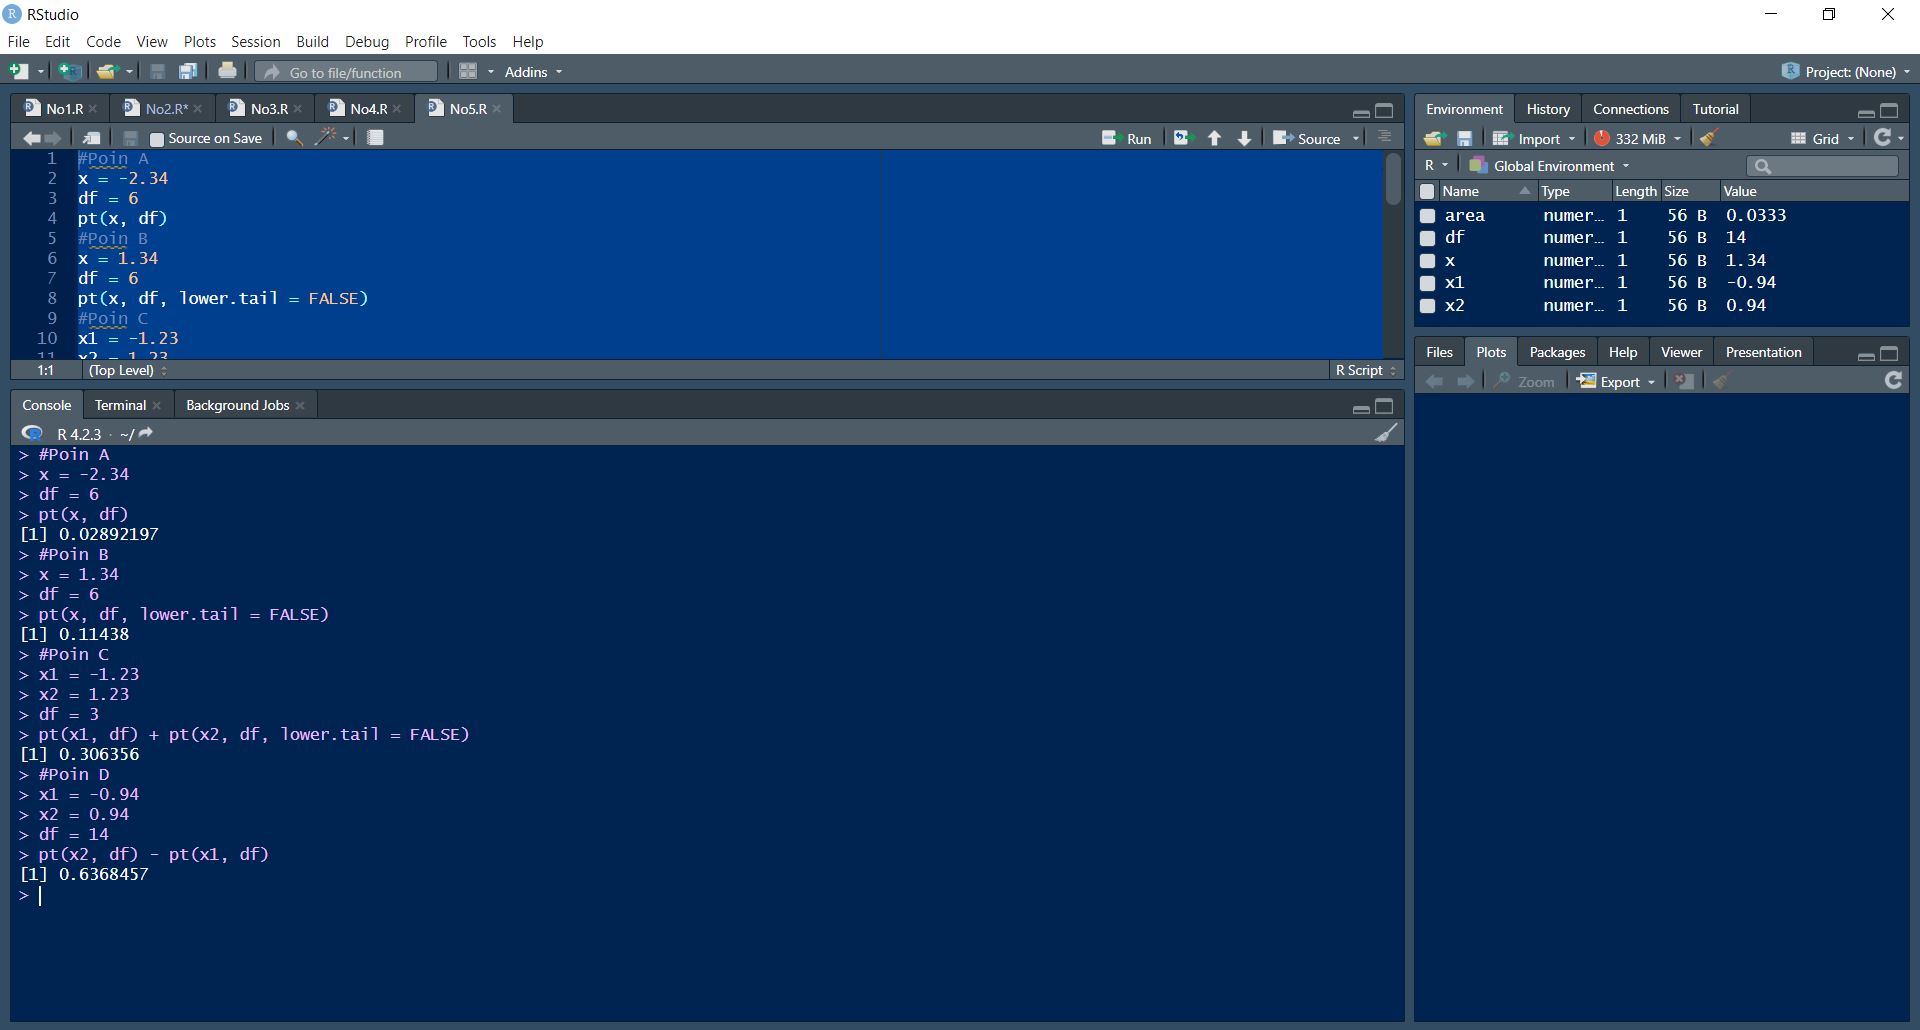 RStudio
File Edit Code View Plots Session Build Debug Profile Tools Help
Go to file/function Addins Project: (None)
No1.R No2.R* No3.R No4.R No5.R
Source on Save Run Source
1 #Poin A
2 x = -2.34
3 df = 6
4 pt(x, df)
5 #Poin B
6 x = 1.34
7 df = 6
8 pt(x, df, lower.tail = FALSE)
9 #Poin C
10 x1 = -1.23
11 x2 = 1.23
1:1 (Top Level) R Script
Console Terminal Background Jobs
R 4.2.3 · ~/
> #Poin A
> x = -2.34
> df = 6
> pt(x, df)
[1] 0.02892197
> #Poin B
> x = 1.34
> df = 6
> pt(x, df, lower.tail = FALSE)
[1] 0.11438
> #Poin C
> x1 = -1.23
> x2 = 1.23
> df = 3
> pt(x1, df) + pt(x2, df, lower.tail = FALSE)
[1] 0.306356
> #Poin D
> x1 = -0.94
> x2 = 0.94
> df = 14
> pt(x2, df) - pt(x1, df)
[1] 0.6368457
>
Environment History Connections Tutorial
Import 332 MiB Grid
R Global Environment
Name Type Length Size Value
area numer… 1 56 B 0.0333
df numer… 1 56 B 14
x numer… 1 56 B 1.34
x1 numer… 1 56 B -0.94
x2 numer… 1 56 B 0.94
Files Plots Packages Help Viewer Presentation
Zoom Export